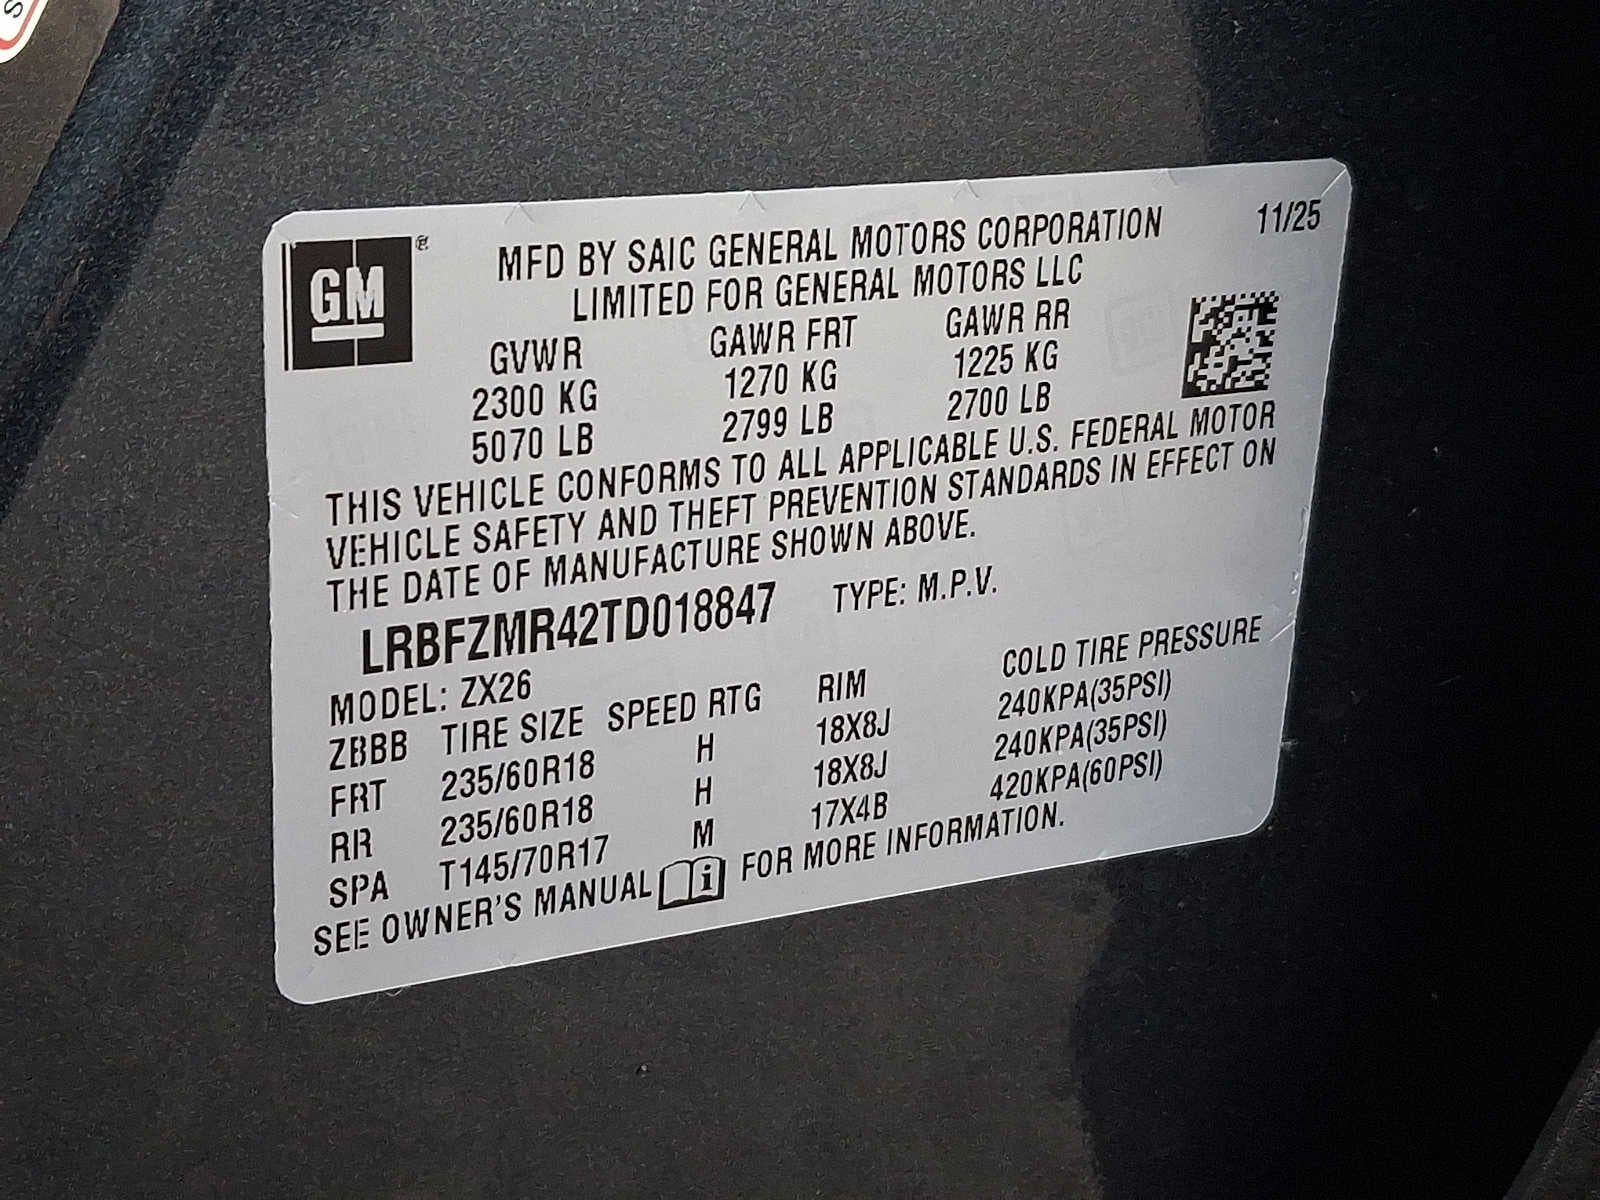 GM ®
MFD BY SAIC GENERAL MOTORS CORPORATION
11/25
LIMITED FOR GENERAL MOTORS LLC
GVWR GAWR FRT GAWR RR
2300 KG 1270 KG 1225 KG
5070 LB 2799 LB 2700 LB
THIS VEHICLE CONFORMS TO ALL APPLICABLE U.S. FEDERAL MOTOR
VEHICLE SAFETY AND THEFT PREVENTION STANDARDS IN EFFECT ON
THE DATE OF MANUFACTURE SHOWN ABOVE.
LRBFZMR42TD018847 TYPE: M.P.V.
MODEL: ZX26
ZBBB TIRE SIZE SPEED RTG RIM COLD TIRE PRESSURE
FRT 235/60R18 H 18X8J 240KPA(35PSI)
RR 235/60R18 H 18X8J 240KPA(35PSI)
SPA T145/70R17 M 17X4B 420KPA(60PSI)
SEE OWNER'S MANUAL i FOR MORE INFORMATION.